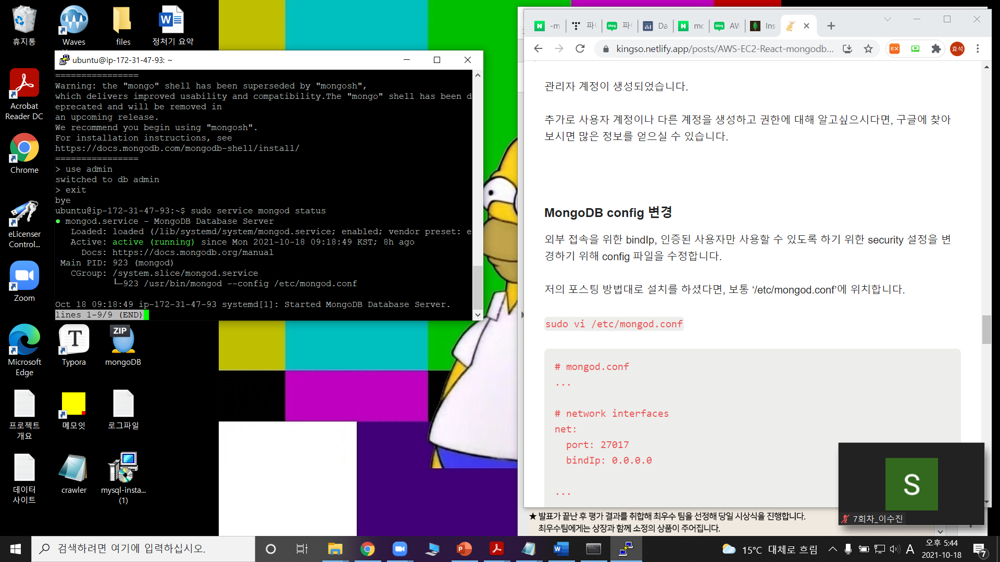 휴지통
Waves
files
정처기 요약
Acrobat
Reader DC
Chrome
eLicenser
Control...
Zoom
Microsoft
Edge
Typora
ZIP
mongoDB
프로젝트
개요
메모잇
로그파일
데이터
사이트
crawler
mysql-insta...
(1)
ubuntu@ip-172-31-47-93: ~
================
Warning: the "mongo" shell has been superseded by "mongosh",
which delivers improved usability and compatibility.The "mongo" shell has been d
eprecated and will be removed in
an upcoming release.
We recommend you begin using "mongosh".
For installation instructions, see
https://docs.mongodb.com/mongodb-shell/install/
================
> use admin
switched to db admin
> exit
bye
ubuntu@ip-172-31-47-93:~$ sudo service mongod status
● mongod.service - MongoDB Database Server
Loaded: loaded (/lib/systemd/system/mongod.service; enabled; vendor preset: e
Active: active (running) since Mon 2021-10-18 09:18:49 KST; 8h ago
Docs: https://docs.mongodb.org/manual
Main PID: 923 (mongod)
CGroup: /system.slice/mongod.service
└─923 /usr/bin/mongod --config /etc/mongod.conf
Oct 18 09:18:49 ip-172-31-47-93 systemd[1]: Started MongoDB Database Server.
lines 1-9/9 (END)
N -m
파
blog 파
Da
N mc
blog AW
Ins
kingso.netlify.app/posts/AWS-EC2-React-mongodb...
EX
효석
관리자 계정이 생성되었습니다.
추가로 사용자 계정이나 다른 계정을 생성하고 권한에 대해 알고싶으시다면, 구글에 찾아
보시면 많은 정보를 얻으실 수 있습니다.
MongoDB config 변경
외부 접속을 위한 bindIp, 인증된 사용자만 사용할 수 있도록 하기 위한 security 설정을 변
경하기 위해 config 파일을 수정합니다.
저의 포스팅 방법대로 설치를 하셨다면, 보통 ‘/etc/mongod.conf’에 위치합니다.
sudo vi /etc/mongod.conf
# mongod.conf
...
# network interfaces
net:
port: 27017
bindIp: 0.0.0.0
...
S
7회차_이수진
★ 발표가 끝난 후 평가 결과를 취합해 최우수 팀을 선정해 당일 시상식을 진행합니다.
최우수팀에게는 상장과 함께 소정의 상품이 주어집니다.
검색하려면 여기에 입력하십시오.
15°C 대체로 흐림
A
오후 5:44
2021-10-18
7